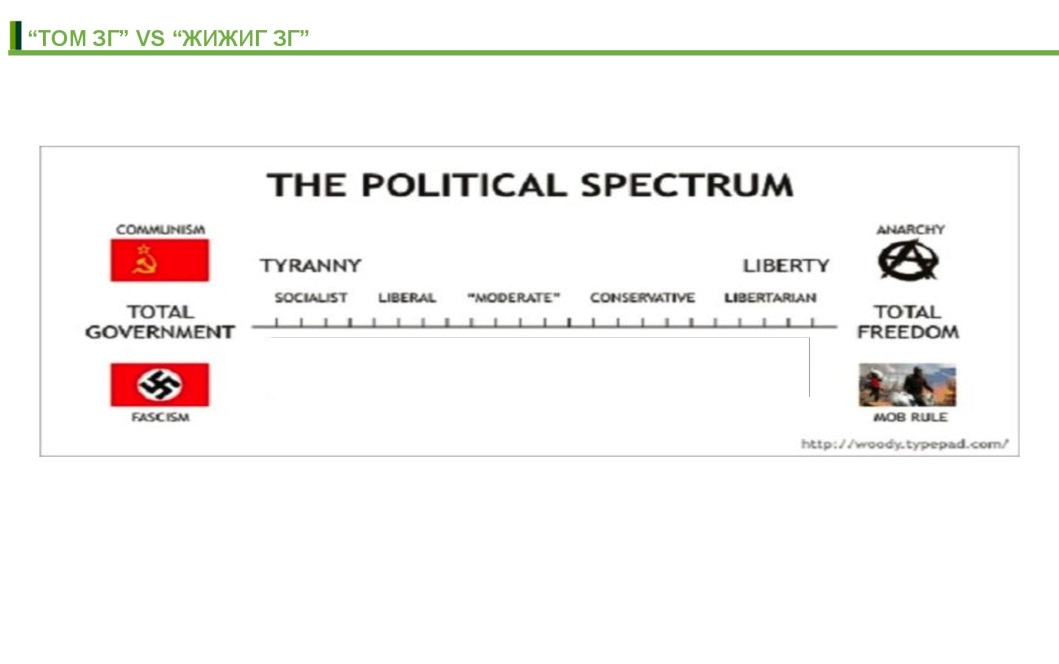 “ТОМ ЗГ” VS “ЖИЖИГ ЗГ”
THE POLITICAL SPECTRUM
COMMUNISM
ANARCHY
TYRANNY
LIBERTY
SOCIALIST LIBERAL "MODERATE" CONSERVATIVE LIBERTARIAN
TOTAL
GOVERNMENT
TOTAL
FREEDOM
FASCISM
MOB RULE
http://woody.typepad.com/